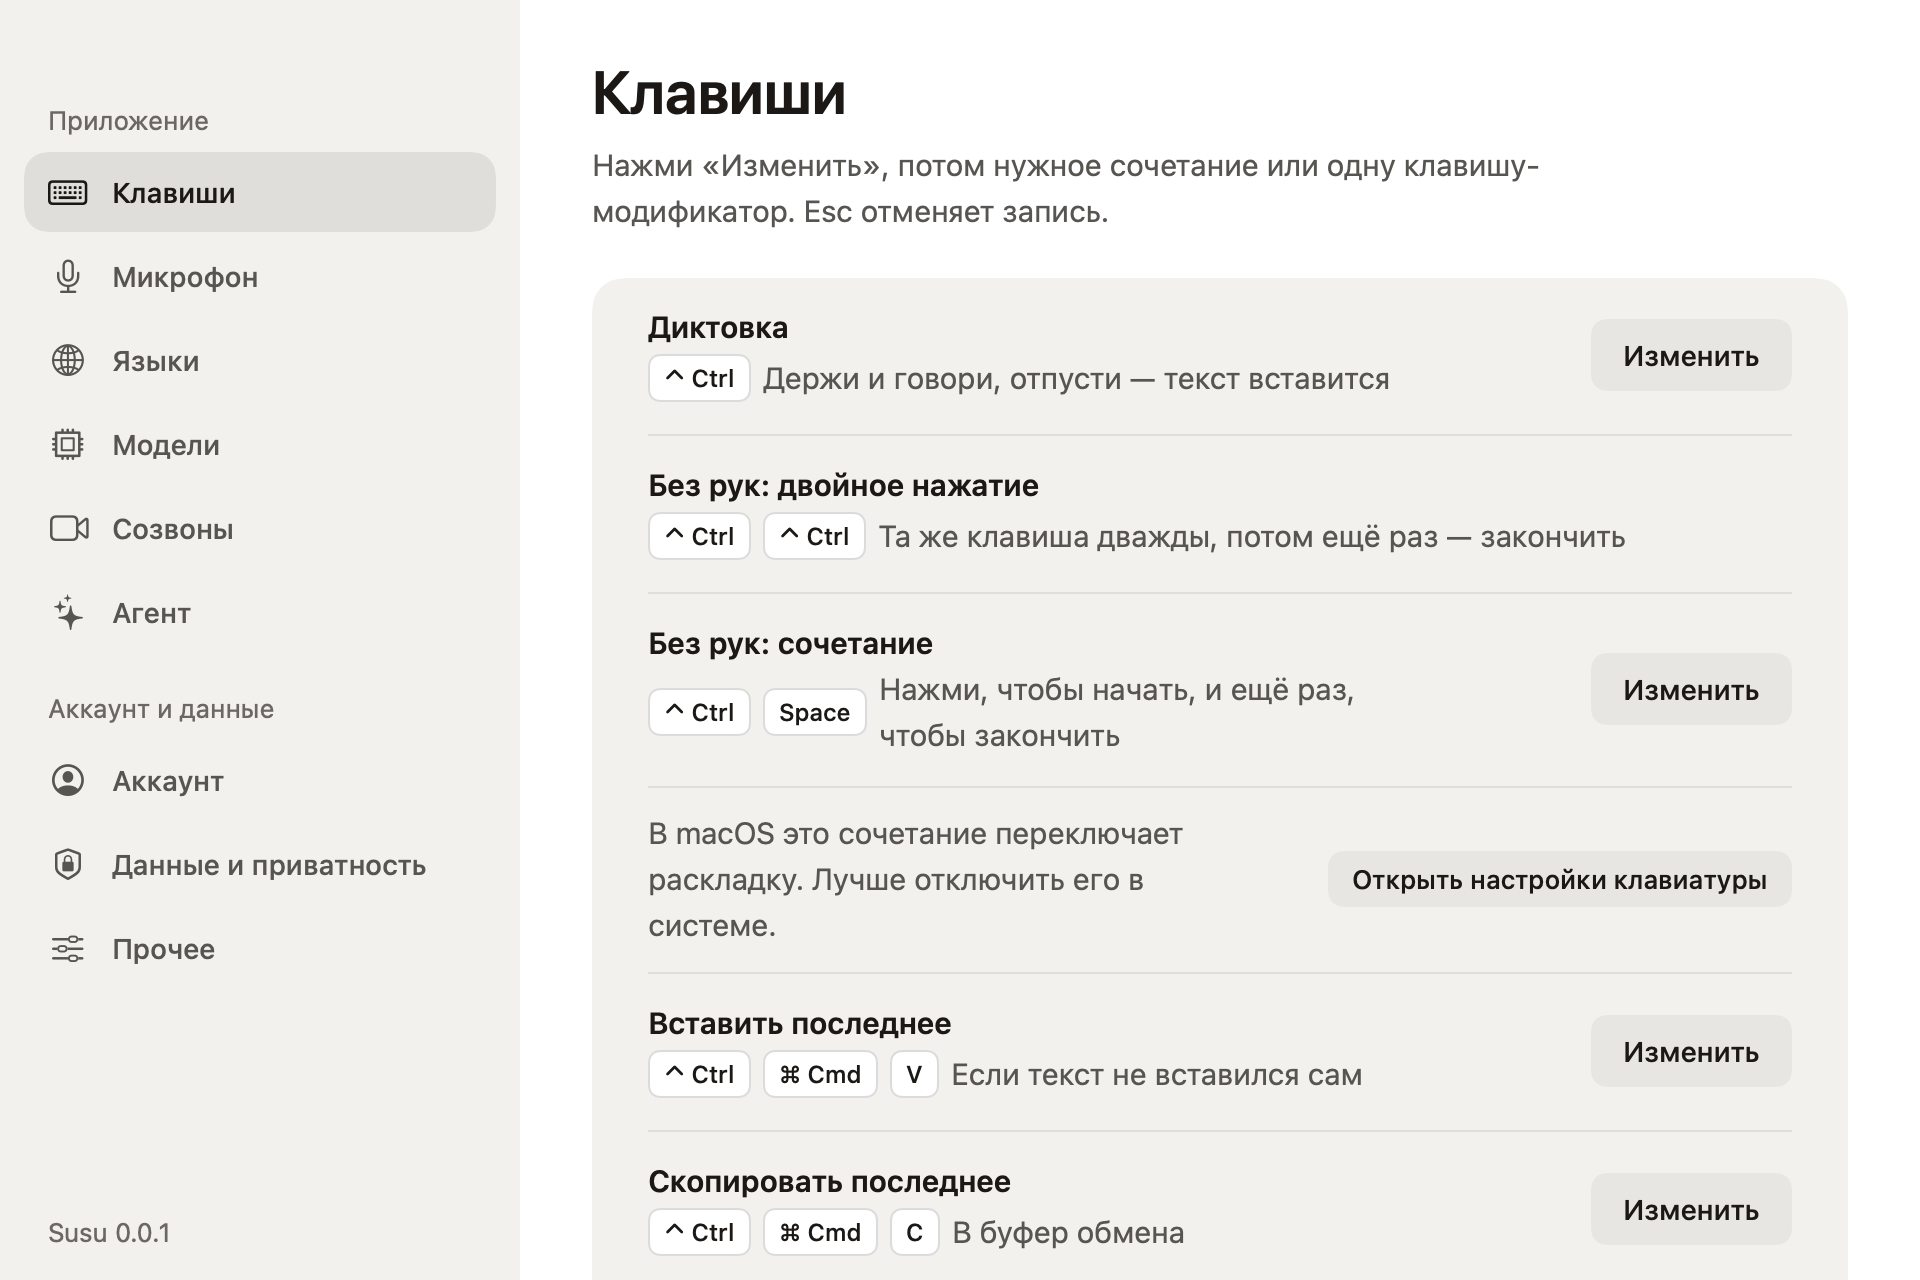 Приложение
Клавиши
Микрофон
Языки
Модели
Созвоны
Агент
Аккаунт и данные
Аккаунт
Данные и приватность
Прочее
Susu 0.0.1
Клавиши
Нажми «Изменить», потом нужное сочетание или одну клавишу-
модификатор. Esc отменяет запись.
Диктовка
^ Ctrl Держи и говори, отпусти — текст вставится
Изменить
Без рук: двойное нажатие
^ Ctrl ^ Ctrl Та же клавиша дважды, потом ещё раз — закончить
Без рук: сочетание
^ Ctrl Space Нажми, чтобы начать, и ещё раз,
чтобы закончить
Изменить
В macOS это сочетание переключает
раскладку. Лучше отключить его в
системе.
Открыть настройки клавиатуры
Вставить последнее
^ Ctrl ⌘ Cmd V Если текст не вставился сам
Изменить
Скопировать последнее
^ Ctrl ⌘ Cmd C В буфер обмена
Изменить